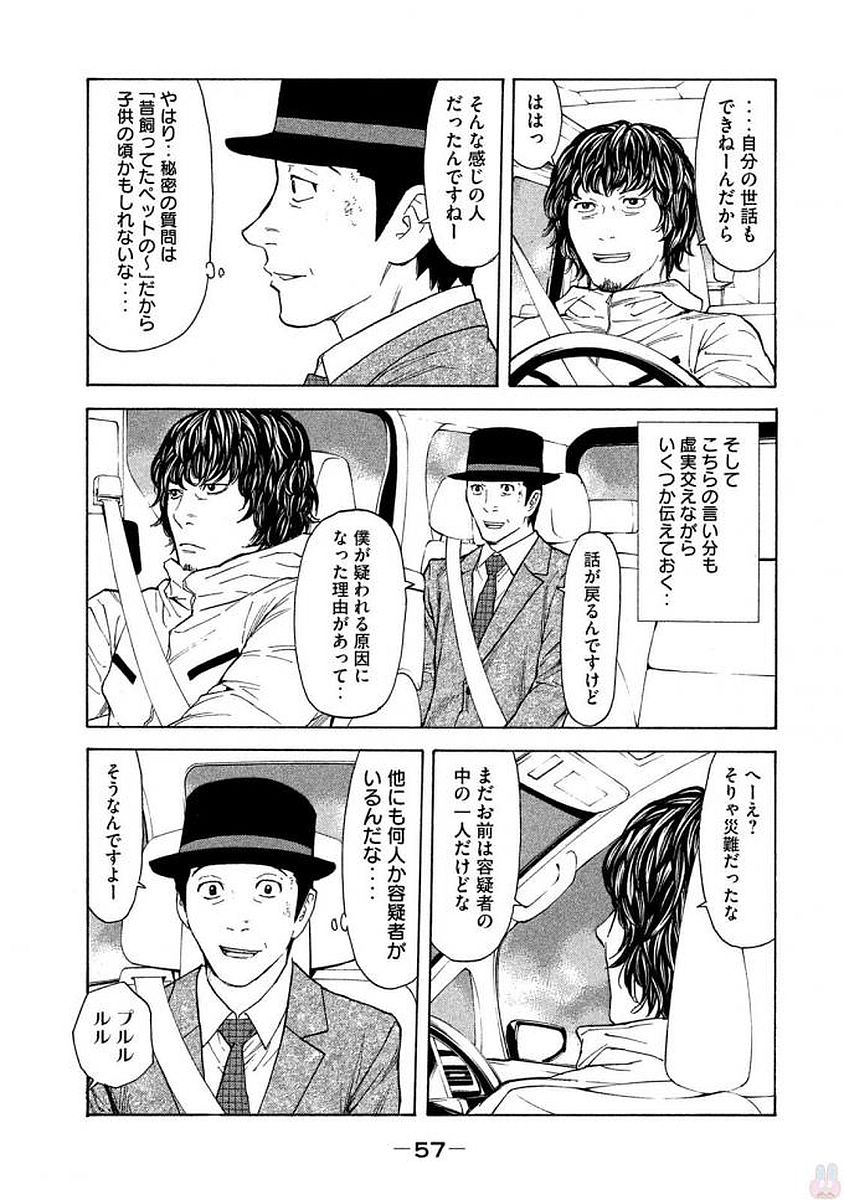 ‥‥自分の世話も
できねーんだから
ははっ
そんな感じの人
だったんですねー
やはり‥秘密の質問は
「昔飼ってたペットの〜」だから
子供の頃かもしれないな‥‥
そして
こちらの言い分も
虚実交えながら
いくつか伝えておく‥
話が戻るんですけど
僕が疑われる原因に
なった理由があって‥
へーえ?
そりゃ災難だったな
まだお前は容疑者の
中の一人だけどな
他にも何人か容疑者が
いるんだな‥‥
そうなんですよー
プルル
ルル
—57—